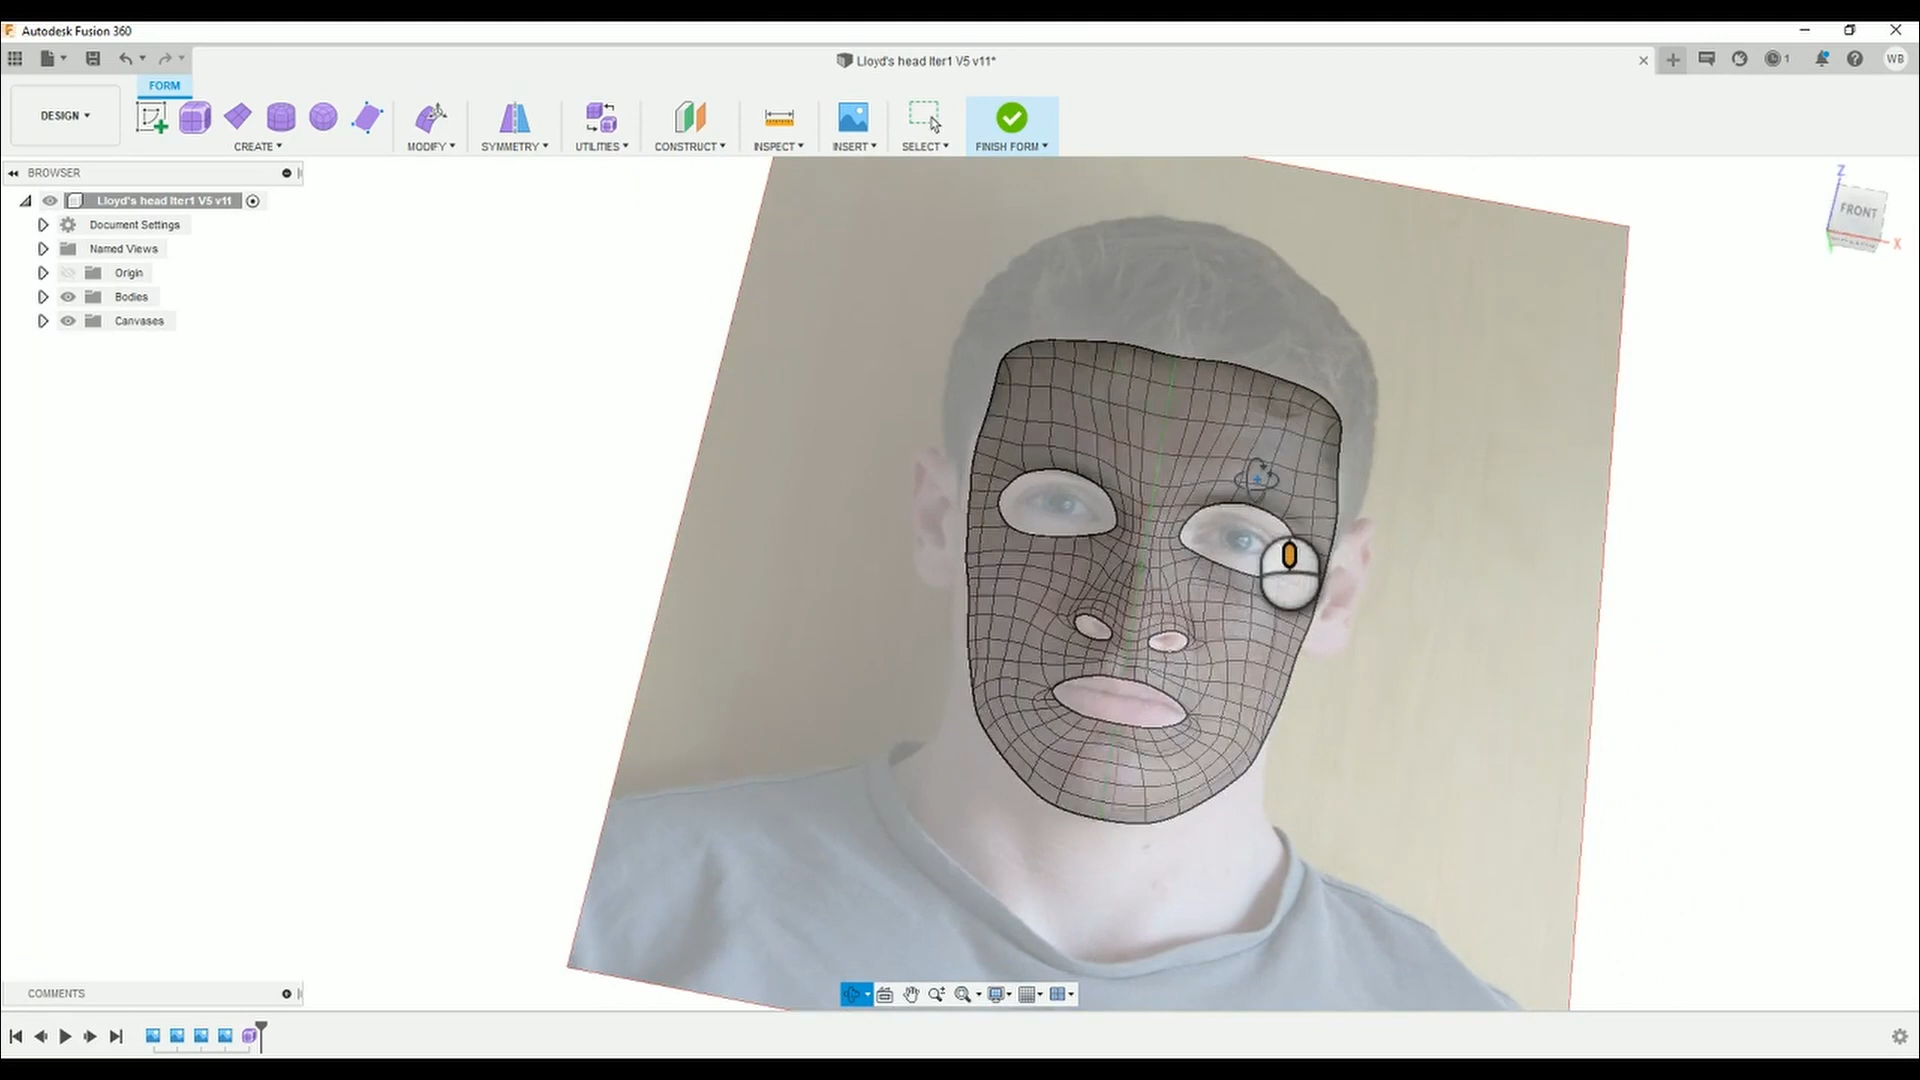 Autodesk Fusion 360
Lloyd's head Iter1 V5 v11*
1
WB
FORM
DESIGN
CREATE
MODIFY
SYMMETRY
UTILITIES
CONSTRUCT
INSPECT
INSERT
SELECT
FINISH FORM
BROWSER
Lloyd's head Iter1 V5 v11
Document Settings
Named Views
Origin
Bodies
Canvases
Z
FRONT
X
COMMENTS